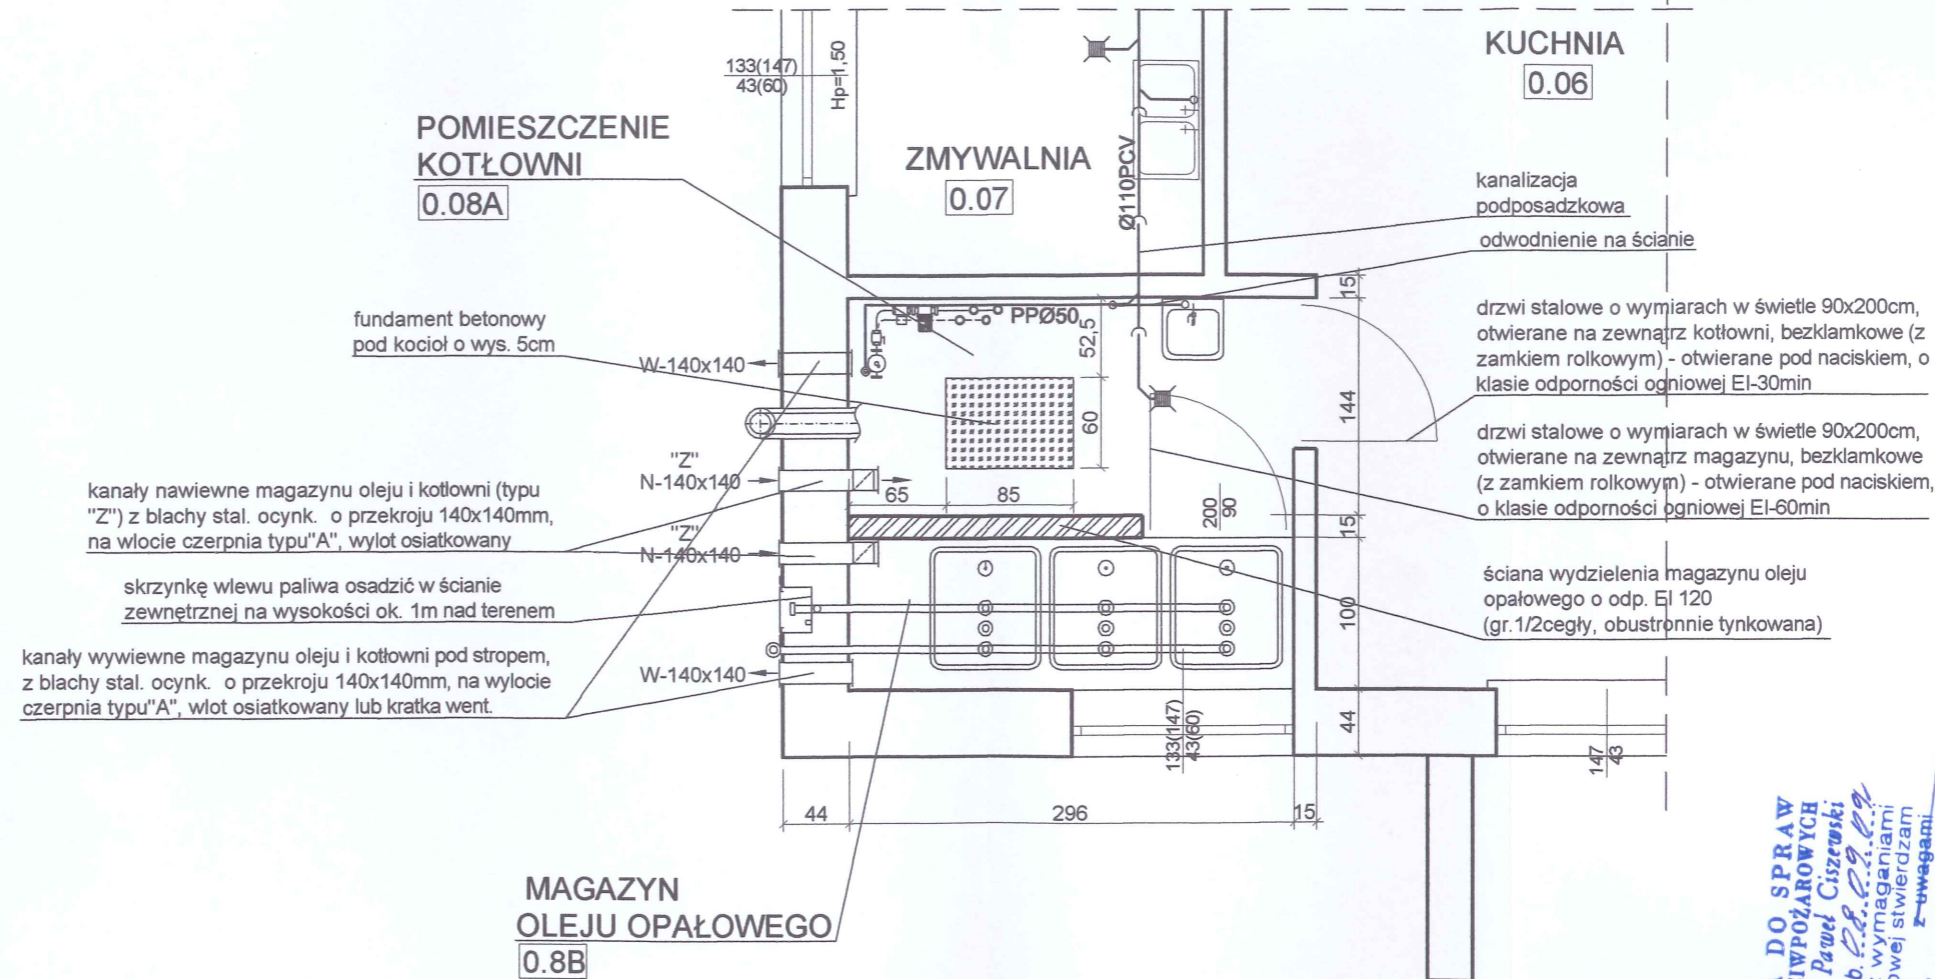 133(147)
43(60)
Hp=1,50
KUCHNIA
0.06
POMIESZCZENIE
KOTŁOWNI
0.08A
ZMYWALNIA
0.07
Ø110PCV
kanalizacja
podposadzkowa
odwodnienie na ścianie
15
fundament betonowy
pod kocioł o wys. 5cm
PPØ50
52,5
drzwi stalowe o wymiarach w świetle 90x200cm,
otwierane na zewnątrz kotłowni, bezklamkowe (z
zamkiem rolkowym) - otwierane pod naciskiem, o
klasie odporności ogniowej EI-30min
W-140x140
60
144
"Z"
N-140x140
65
85
200
90
drzwi stalowe o wymiarach w świetle 90x200cm,
otwierane na zewnątrz magazynu, bezklamkowe
(z zamkiem rolkowym) - otwierane pod naciskiem,
o klasie odporności ogniowej EI-60min
kanały nawiewne magazynu oleju i kotłowni (typu
"Z") z blachy stal. ocynk. o przekroju 140x140mm,
na wlocie czerpnia typu"A", wylot osiatkowany
"Z"
N-140x140
15
skrzynkę wlewu paliwa osadzić w ścianie
zewnętrznej na wysokości ok. 1m nad terenem
100
ściana wydzielenia magazynu oleju
opałowego o odp. EI 120
(gr.1/2cegły, obustronnie tynkowana)
kanały wywiewne magazynu oleju i kotłowni pod stropem,
z blachy stal. ocynk. o przekroju 140x140mm, na wylocie
czerpnia typu"A", wlot osiatkowany lub kratka went.
W-140x140
133(147)
43(60)
44
147
43
44
296
15
MAGAZYN
OLEJU OPAŁOWEGO
0.8B
DO SPRAW
Paweł Ciszewski
08.09.09
wymaganiami
stwierdzam
z uwagami